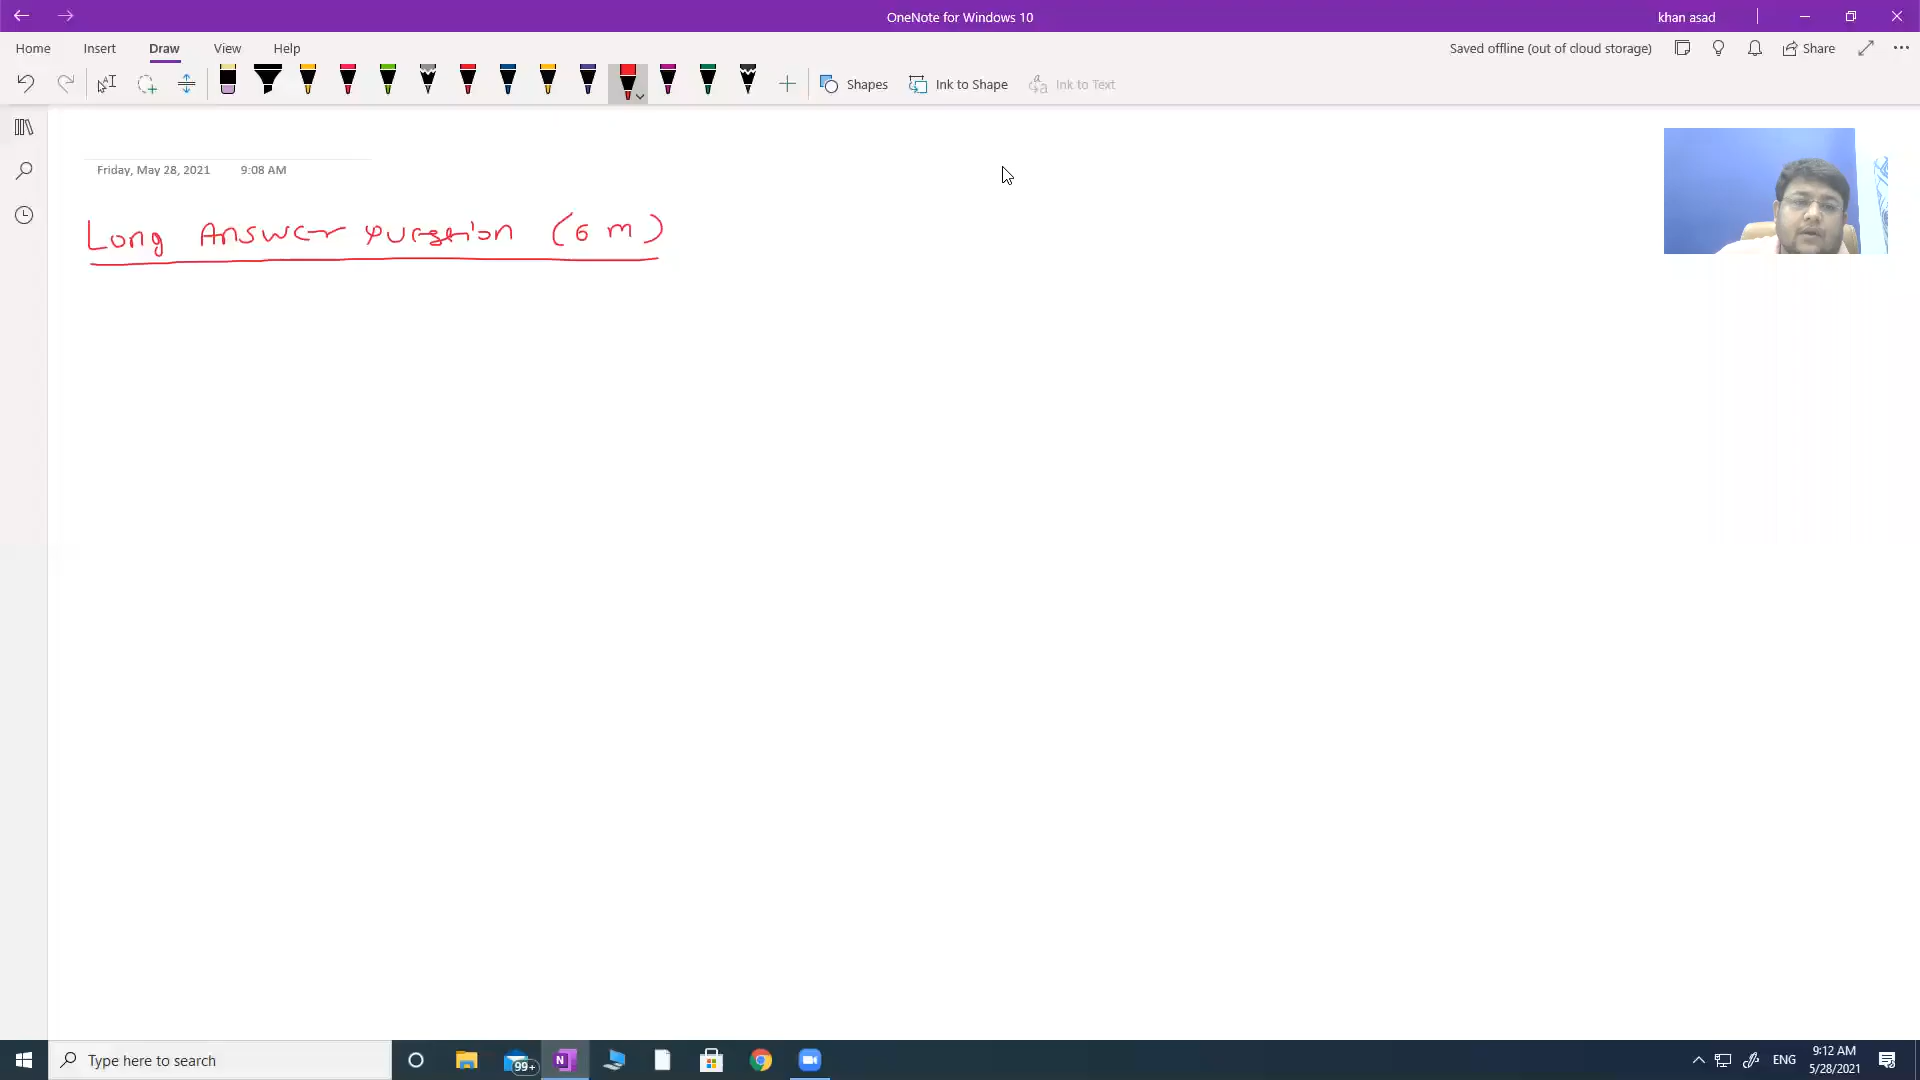 OneNote for Windows 10
khan asad
Home Insert Draw View Help
Saved offline (out of cloud storage)
Share
Shapes
Ink to Shape
Ink to Text
Friday, May 28, 2021 9:08 AM
Long Answer question (6 m)
Type here to search
99+
N
ENG
9:12 AM
5/28/2021